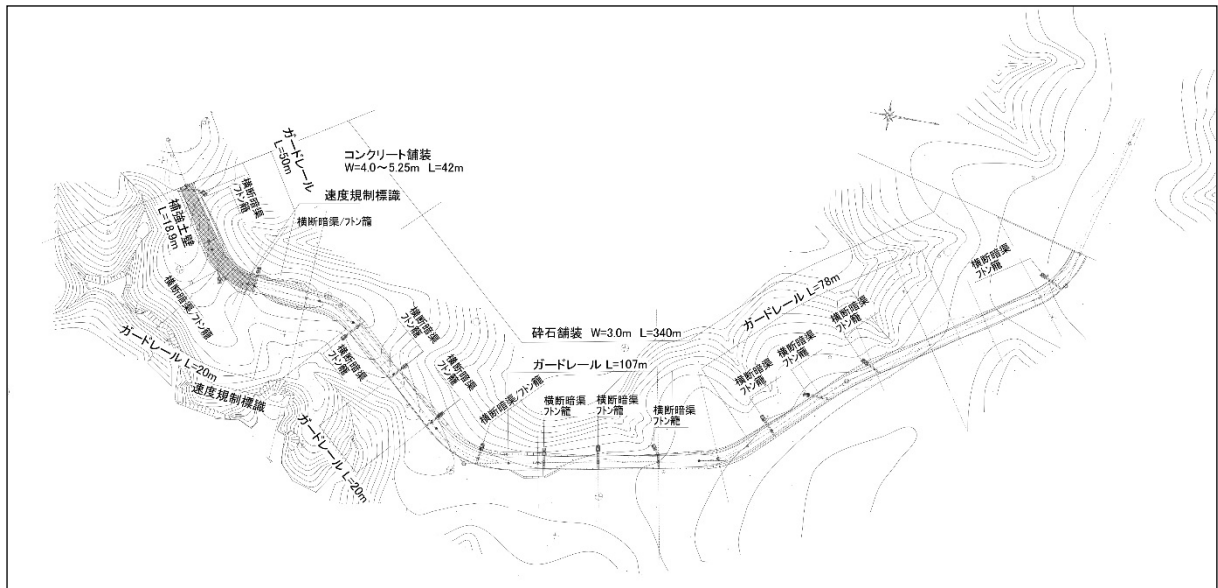 ガードレール
L=50m
コンクリート舗装
W=4.0～5.25m L=42m
速度規制標識
横断暗渠/フトン籠
横断暗渠
/フトン籠
補強土壁
L=18.9m
横断暗渠/フトン籠
ガードレール L=20m
速度規制標識
ガードレール L=20m
横断暗渠
フトン籠
横断暗渠
フトン籠
横断暗渠
フトン籠
横断暗渠/フトン籠
砕石舗装 W=3.0m L=340m
ガードレール L=107m
横断暗渠
フトン籠
横断暗渠
フトン籠
横断暗渠
フトン籠
ガードレール L=78m
横断暗渠
フトン籠
横断暗渠
フトン籠
横断暗渠
フトン籠
横断暗渠
フトン籠